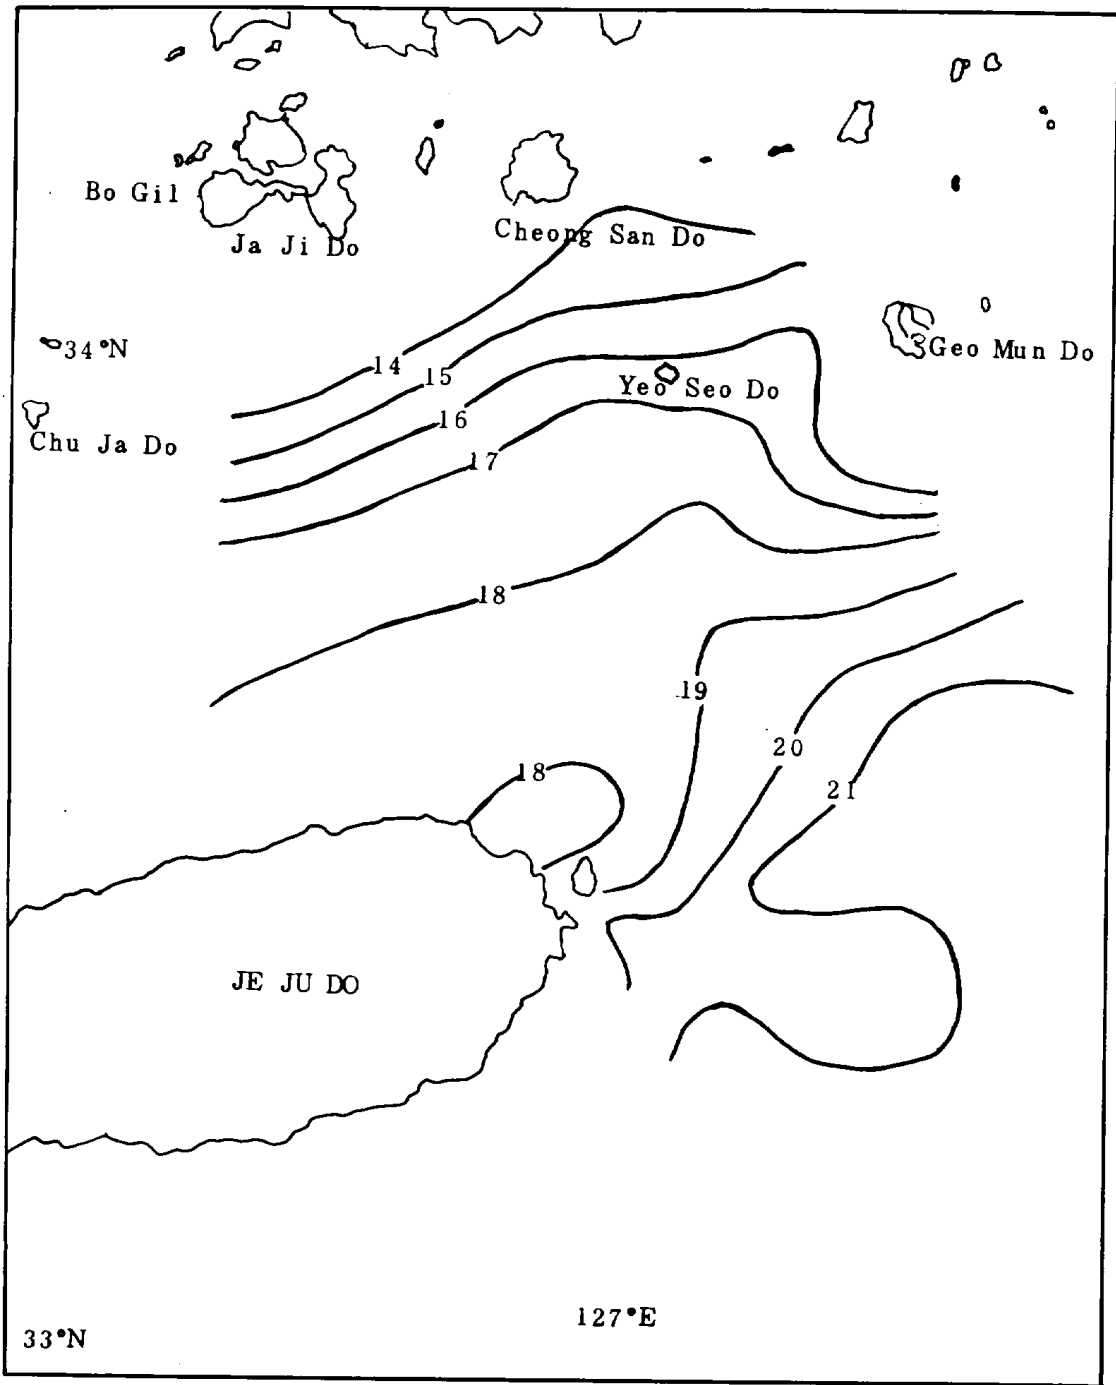 Bo Gil
Ja Ji Do
Cheong San Do
34°N
Geo Mun Do
14
15
Yeo Seo Do
16
Chu Ja Do
17
18
19
20
18
21
JE JU DO
127°E
33°N